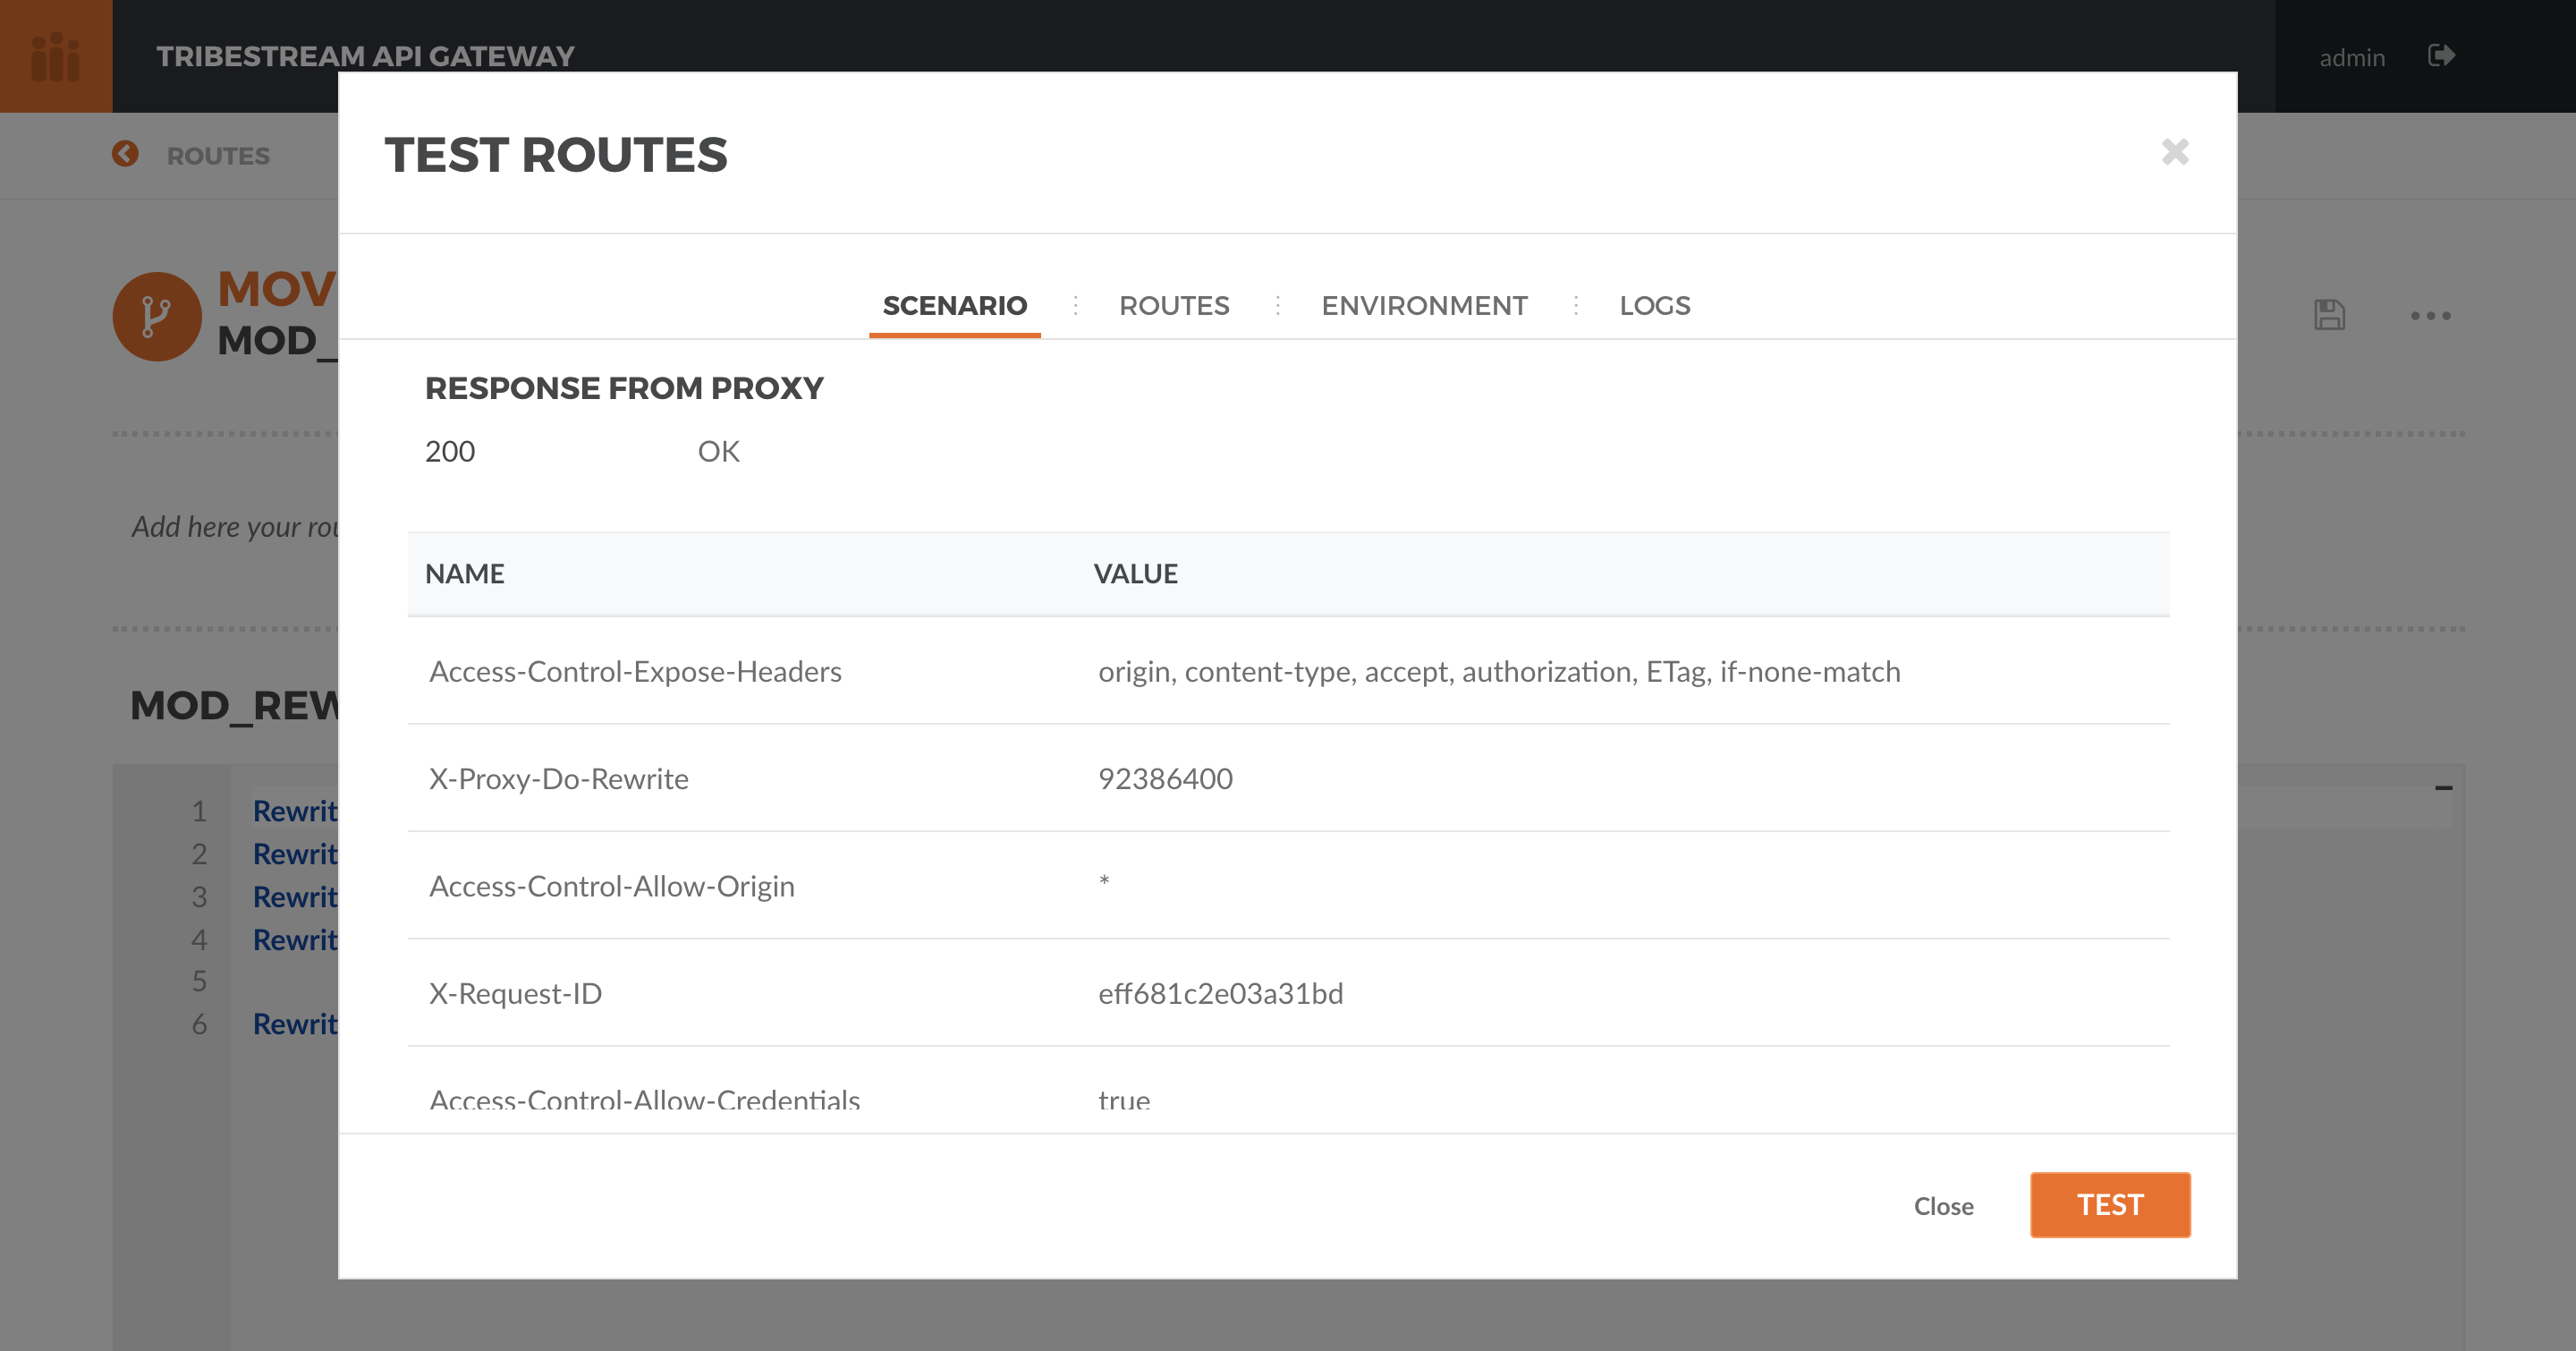 TRIBESTREAM API GATEWAY
admin
ROUTES
TEST ROUTES
MOV
MOD_
SCENARIO ROUTES ENVIRONMENT LOGS
RESPONSE FROM PROXY
200 OK
Add here your rou
NAME VALUE
Access-Control-Expose-Headers origin, content-type, accept, authorization, ETag, if-none-match
MOD_REW
X-Proxy-Do-Rewrite 92386400
1 Rewrit
2 Rewrit
Access-Control-Allow-Origin *
3 Rewrit
4 Rewrit
5
X-Request-ID eff681c2e03a31bd
6 Rewrit
Access-Control-Allow-Credentials true
Close TEST